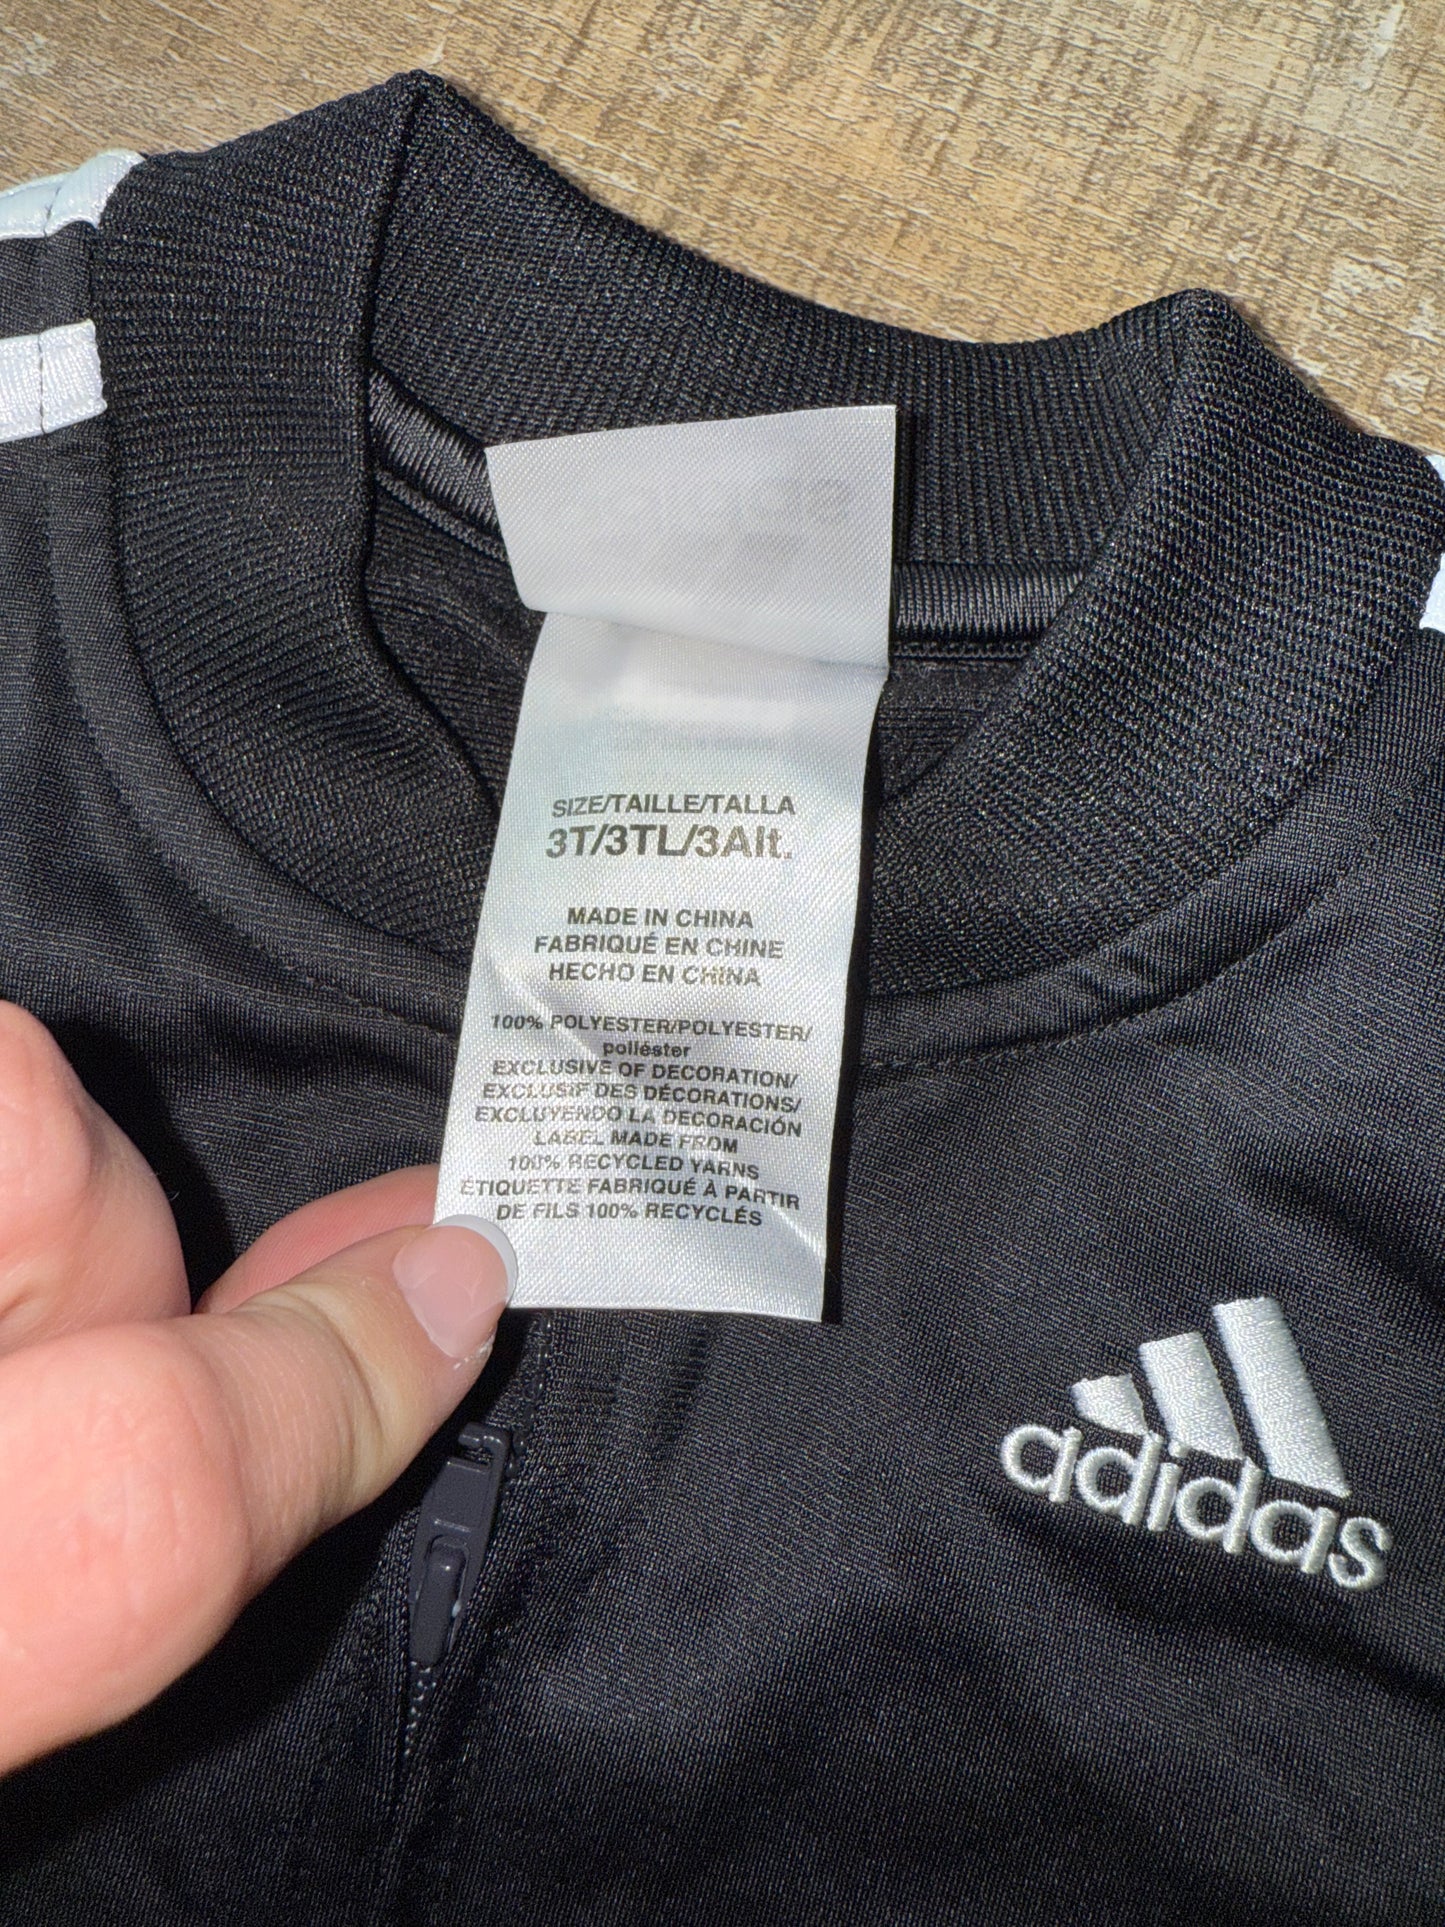 SIZE/TAILLE/TALLA
3T/3TL/3Alt.
MADE IN CHINA
FABRIQUÉ EN CHINE
HECHO EN CHINA
100% POLYESTER/POLYESTER/
poliéster
EXCLUSIVE OF DECORATION/
EXCLUSIF DES DÉCORATIONS/
EXCLUYENDO LA DECORACIÓN
LABEL MADE FROM
100% RECYCLED YARNS
ÉTIQUETTE FABRIQUÉ À PARTIR
DE FILS 100% RECYCLÉS
adidas